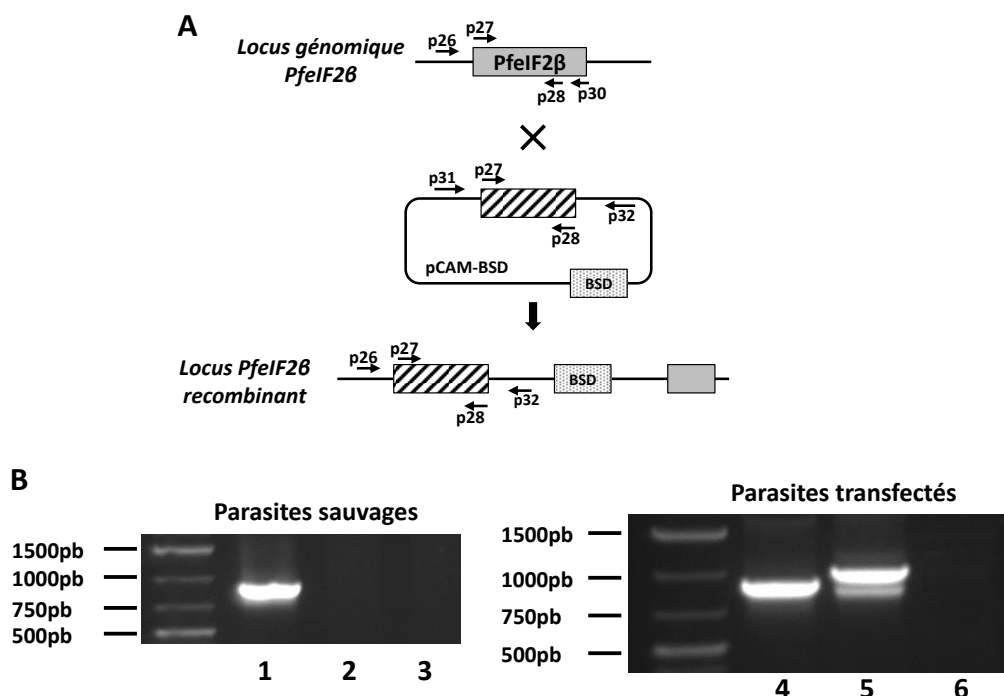 A
Locus génomique
PfeIF2β
p26
p27
PfeIF2β
p28
p30
p31
p27
p32
p28
pCAM-BSD
BSD
Locus PfeIF2β
recombinant
p26
p27
BSD
p28
p32
B
Parasites sauvages
1500pb
1000pb
750pb
500pb
1 2 3
Parasites transfectés
1500pb
1000pb
750pb
500pb
4 5 6